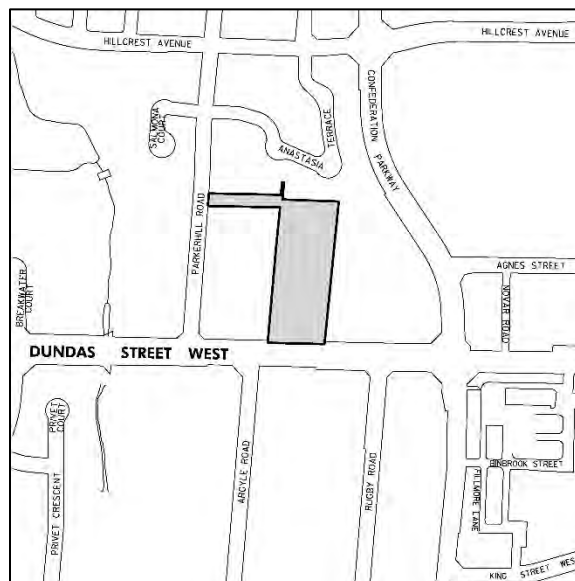 HILLCREST AVENUE
HILLCREST AVENUE
CONFEDERATION PARKWAY
SALMONA
COURT
ANASTASIA
TERRACE
PARKERHILL ROAD
AGNES STREET
NOVAR ROAD
BREAKWATER
COURT
DUNDAS STREET WEST
PRIVET
COURT
PRIVET CRESCENT
ARGYLE ROAD
RUGBY ROAD
FILLMORE LANE
BINBROOK STREET
KING STREET WES